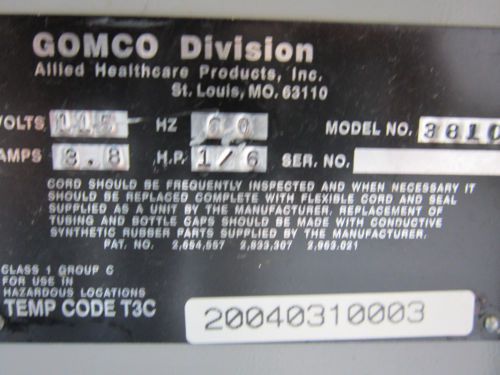 GOMCO Division
Allied Healthcare Products, Inc.
St. Louis, MO. 63110
VOLTS 115 HZ 60 MODEL NO. 3810
AMPS 3.8 H.P. 1/6 SER. NO.
CORD SHOULD BE FREQUENTLY INSPECTED AND WHEN NECESSARY IT
SHOULD BE REPLACED COMPLETE WITH FLEXIBLE CORD AND SEAL
SUPPLIED AS A UNIT BY THE MANUFACTURER. REPLACEMENT OF
TUBING AND BOTTLE CAPS SHOULD BE MADE WITH CONDUCTIVE
SYNTHETIC RUBBER PARTS SUPPLIED BY THE MANUFACTURER.
PAT. NO. 2,654,557 2,833,307 2,963,021
CLASS 1 GROUP C
FOR USE IN
HAZARDOUS LOCATIONS
TEMP CODE T3C
20040310003